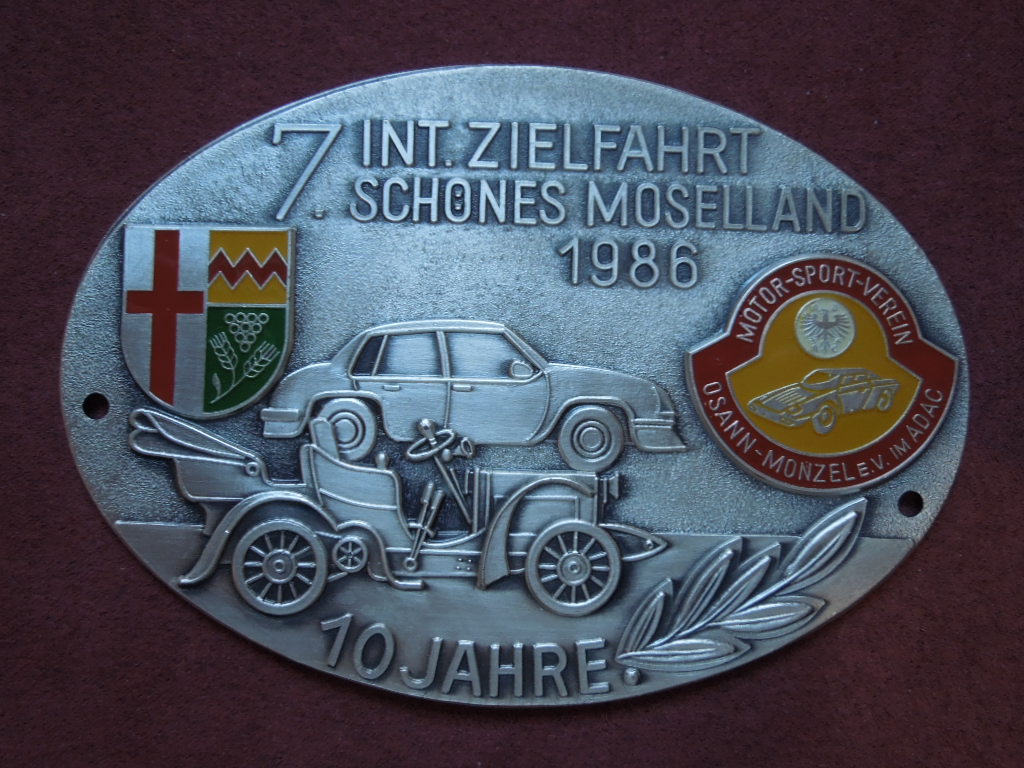 7. INT. ZIELFAHRT
SCHÖNES MOSELLAND
1986
MOTOR-SPORT-VEREIN
OSANN-MONZEL E.V. IM ADAC
10 JAHRE.